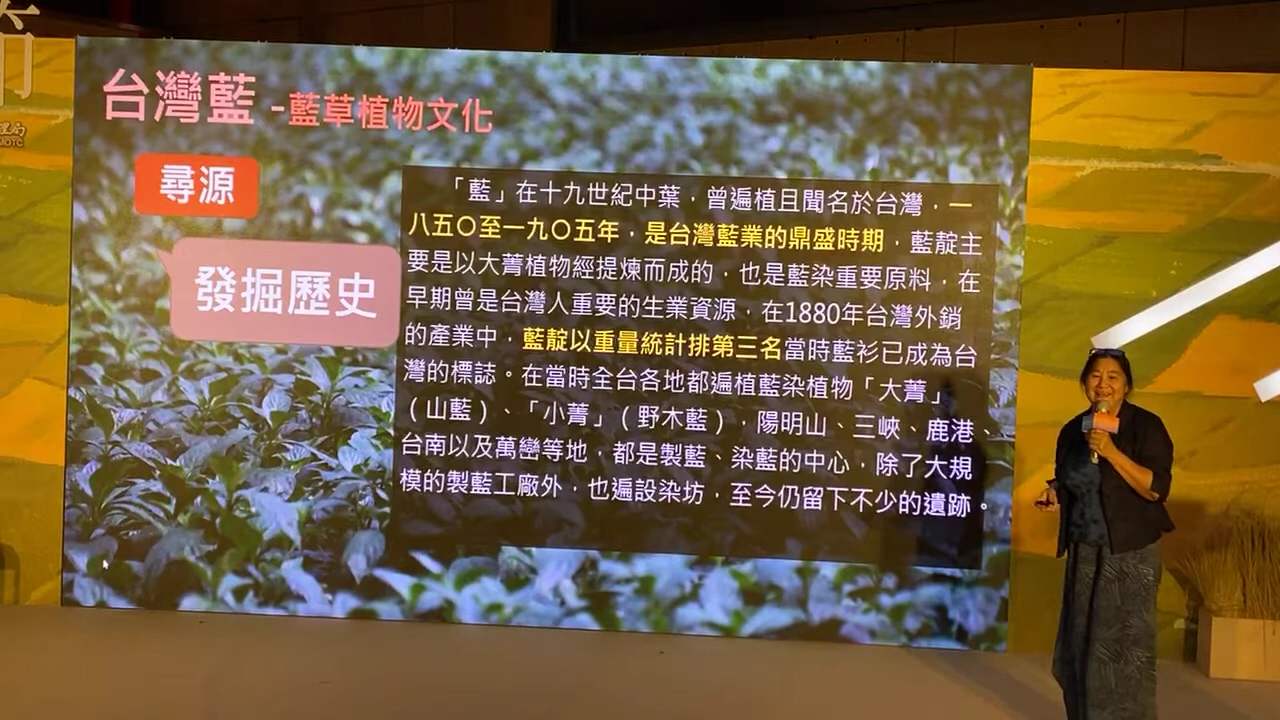 節
理局
MOTC
台灣藍 -藍草植物文化
尋源
發掘歷史
「藍」在十九世紀中葉，曾遍植且聞名於台灣，一
八五〇至一九〇五年，是台灣藍業的鼎盛時期，藍靛主
要是以大菁植物經提煉而成的，也是藍染重要原料，在
早期曾是台灣人重要的生業資源，在1880年台灣外銷
的產業中，藍靛以重量統計排第三名當時藍衫已成為台
灣的標誌。在當時全台各地都遍植藍染植物「大菁」
（山藍）、「小菁」（野木藍），陽明山、三峽、鹿港、
台南以及萬巒等地，都是製藍、染藍的中心，除了大規
模的製藍工廠外，也遍設染坊，至今仍留下不少的遺跡。